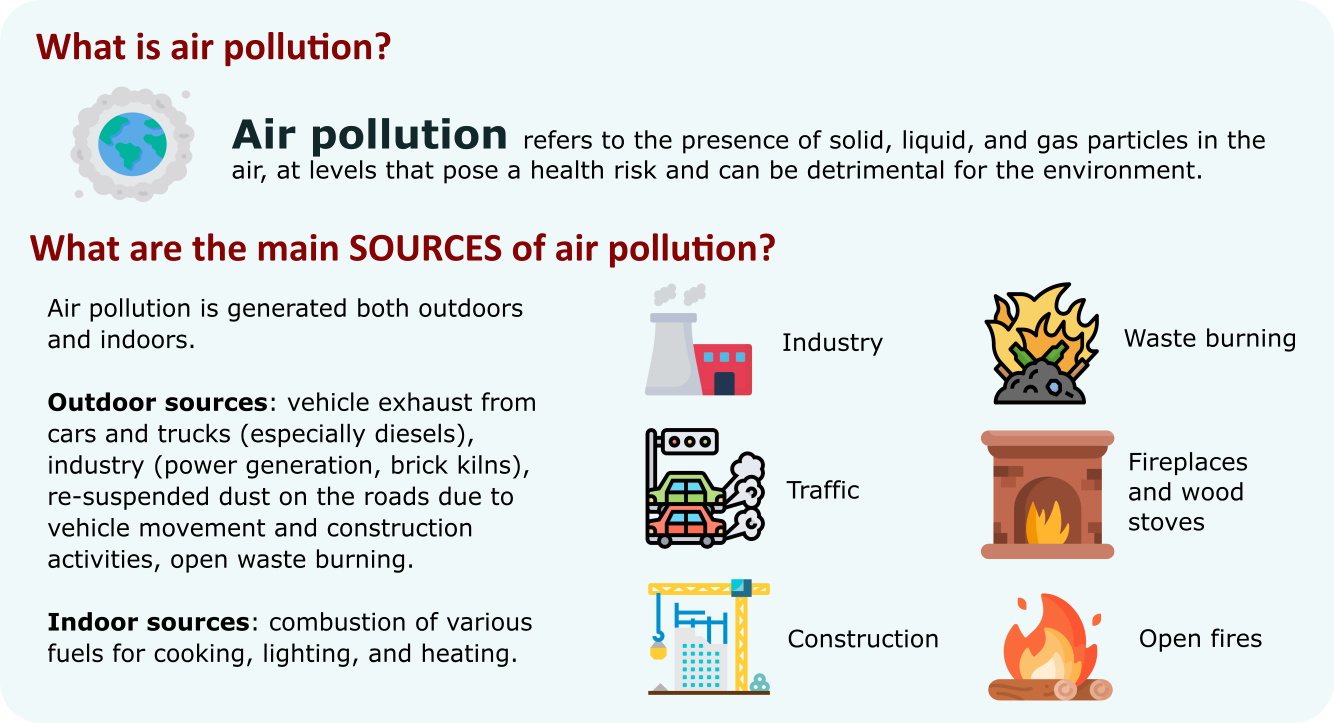 What is air pollution?
Air pollution refers to the presence of solid, liquid, and gas particles in the
air, at levels that pose a health risk and can be detrimental for the environment.
What are the main SOURCES of air pollution?
Air pollution is generated both outdoors
and indoors.
Outdoor sources: vehicle exhaust from
cars and trucks (especially diesels),
industry (power generation, brick kilns),
re-suspended dust on the roads due to
vehicle movement and construction
activities, open waste burning.
Indoor sources: combustion of various
fuels for cooking, lighting, and heating.
Industry
Traffic
Construction
Waste burning
Fireplaces
and wood
stoves
Open fires